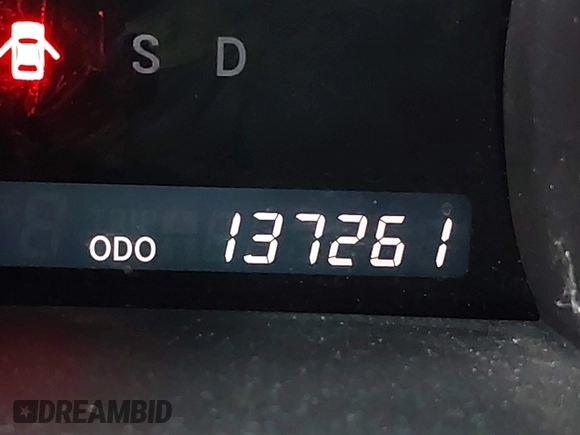 S D
ODO 137261
DREAMBID